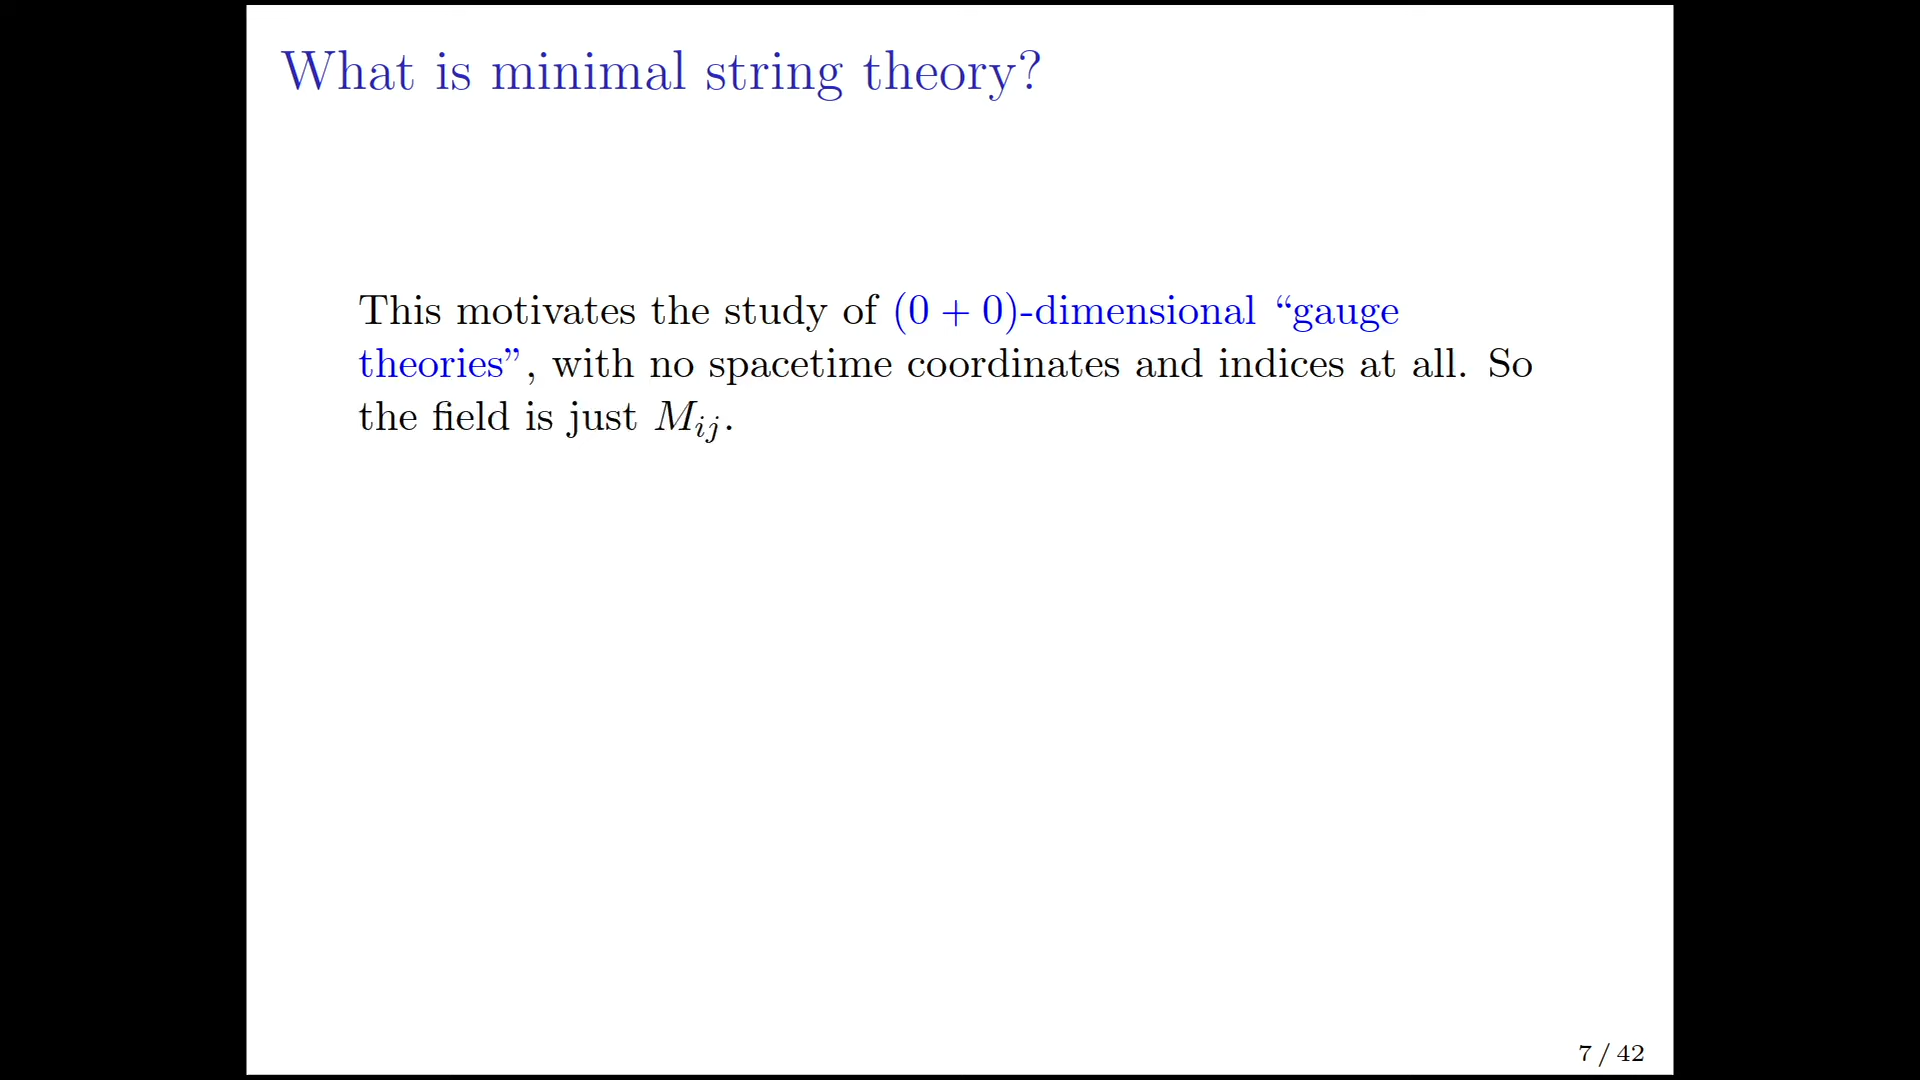 What is minimal string theory?
This motivates the study of (0 + 0)-dimensional “gauge
theories”, with no spacetime coordinates and indices at all. So
the field is just M_{ij}.
7 / 42